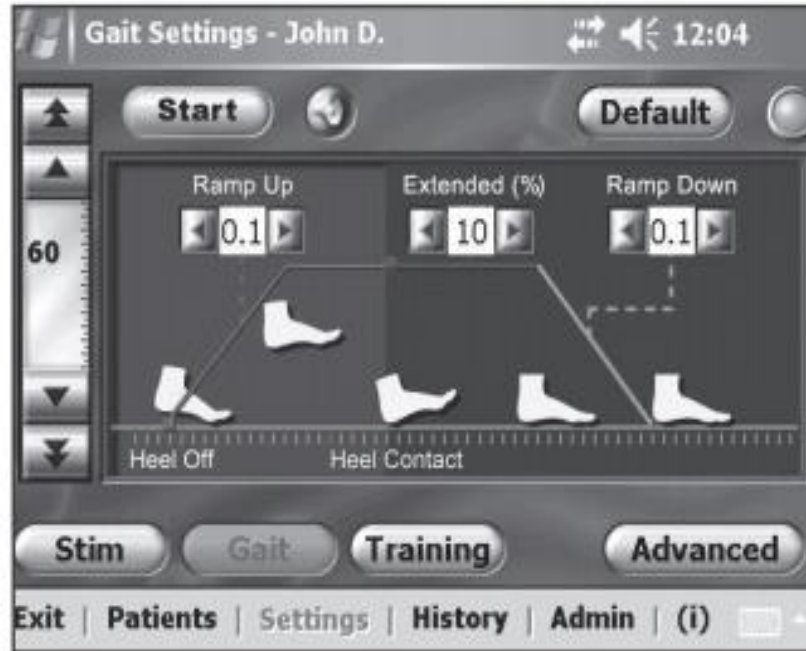 Gait Settings - John D. 12:04
Start Default
Ramp Up Extended (%) Ramp Down
0.1 10 0.1
60
Heel Off Heel Contact
Stim Gait Training Advanced
Exit | Patients | Settings | History | Admin | (i)